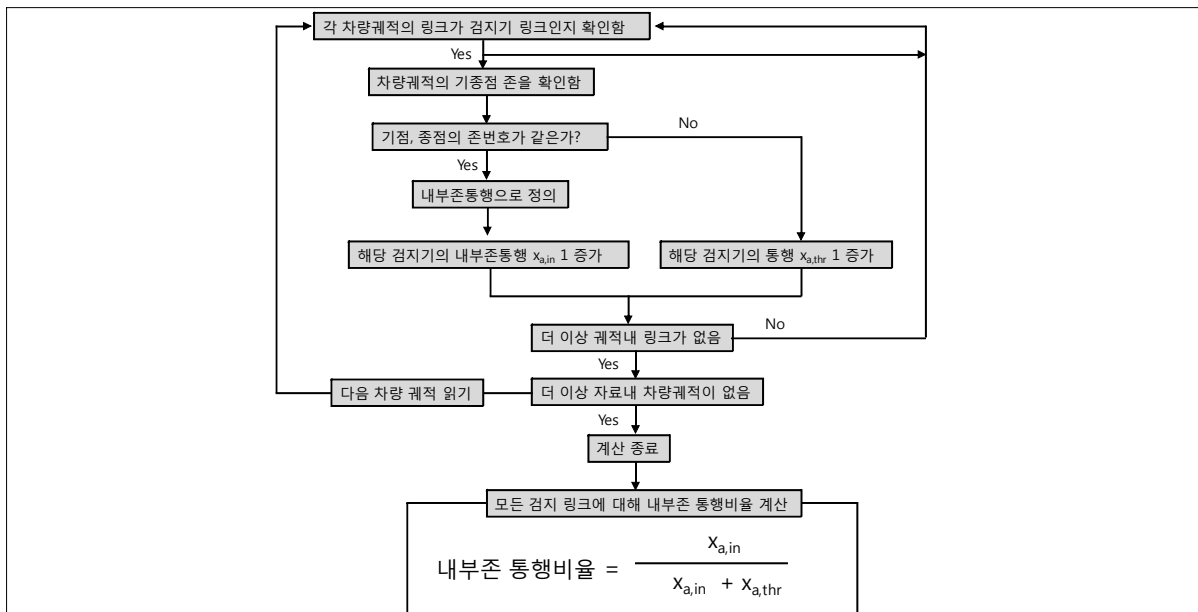 각 차량궤적의 링크가 검지기 링크인지 확인함
Yes
차량궤적의 기종점 존을 확인함
기점, 종점의 존번호가 같은가?
No
Yes
내부존통행으로 정의
해당 검지기의 내부존통행 x_{a,in} 1 증가
해당 검지기의 통행 x_{a,thr} 1 증가
더 이상 궤적내 링크가 없음
No
Yes
다음 차량 궤적 읽기
더 이상 자료내 차량궤적이 없음
Yes
계산 종료
모든 검지 링크에 대해 내부존 통행비율 계산
내부존 통행비율 =
x_{a,in}
x_{a,in} + x_{a,thr}